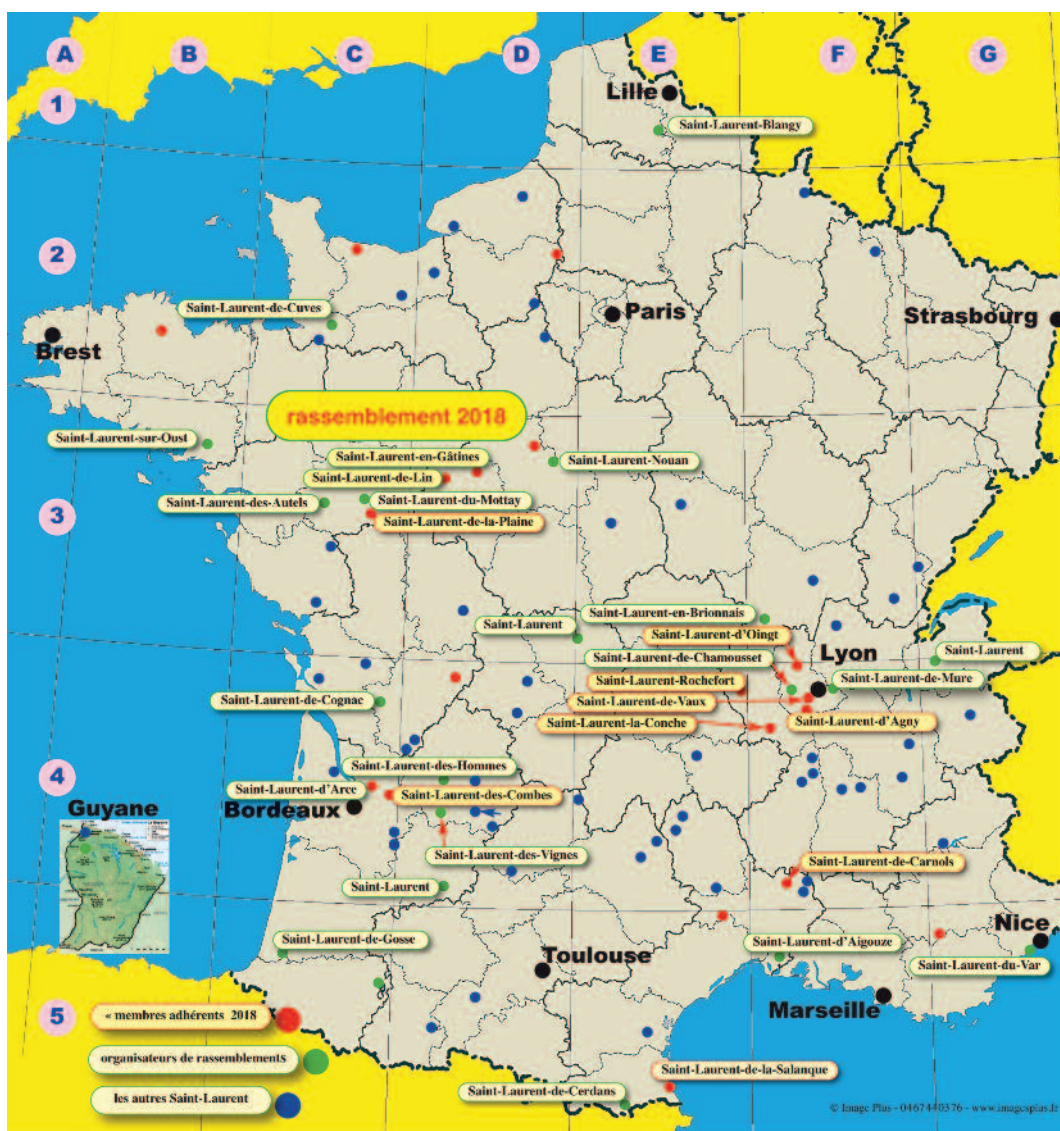 A B C D E F G
1
Lille
Saint-Laurent-Blangy
2
Saint-Laurent-de-Cuves
Paris
Strasbourg
Brest
rassemblement 2018
Saint-Laurent-sur-Oust
Saint-Laurent-en-Gâtines
Saint-Laurent-Nouan
Saint-Laurent-de-Lin
Saint-Laurent-des-Autels
Saint-Laurent-du-Mottay
3
Saint-Laurent-de-la-Plaine
Saint-Laurent-en-Brionnais
Saint-Laurent
Saint-Laurent-d'Oingt
Lyon
Saint-Laurent
Saint-Laurent-de-Chamousset
Saint-Laurent-Rochefort
Saint-Laurent-de-Mure
Saint-Laurent-de-Cognac
Saint-Laurent-de-Vaux
Saint-Laurent-la-Conche
Saint-Laurent-d'Agny
Saint-Laurent-des-Hommes
4
Saint-Laurent-d'Arce
Saint-Laurent-des-Combes
Guyane
Bordeaux
Saint-Laurent-des-Vignes
Saint-Laurent-de-Carnols
Saint-Laurent
Saint-Laurent-de-Gosse
Saint-Laurent-d'Aigouze
Nice
Toulouse
Saint-Laurent-du-Var
Marseille
5
« membres adhérents 2018
organisateurs de rassemblements
Saint-Laurent-de-la-Salanque
Saint-Laurent-de-Cerdans
les autres Saint-Laurent
© Image Plus - 0467440376 - www.imagesplus.fr